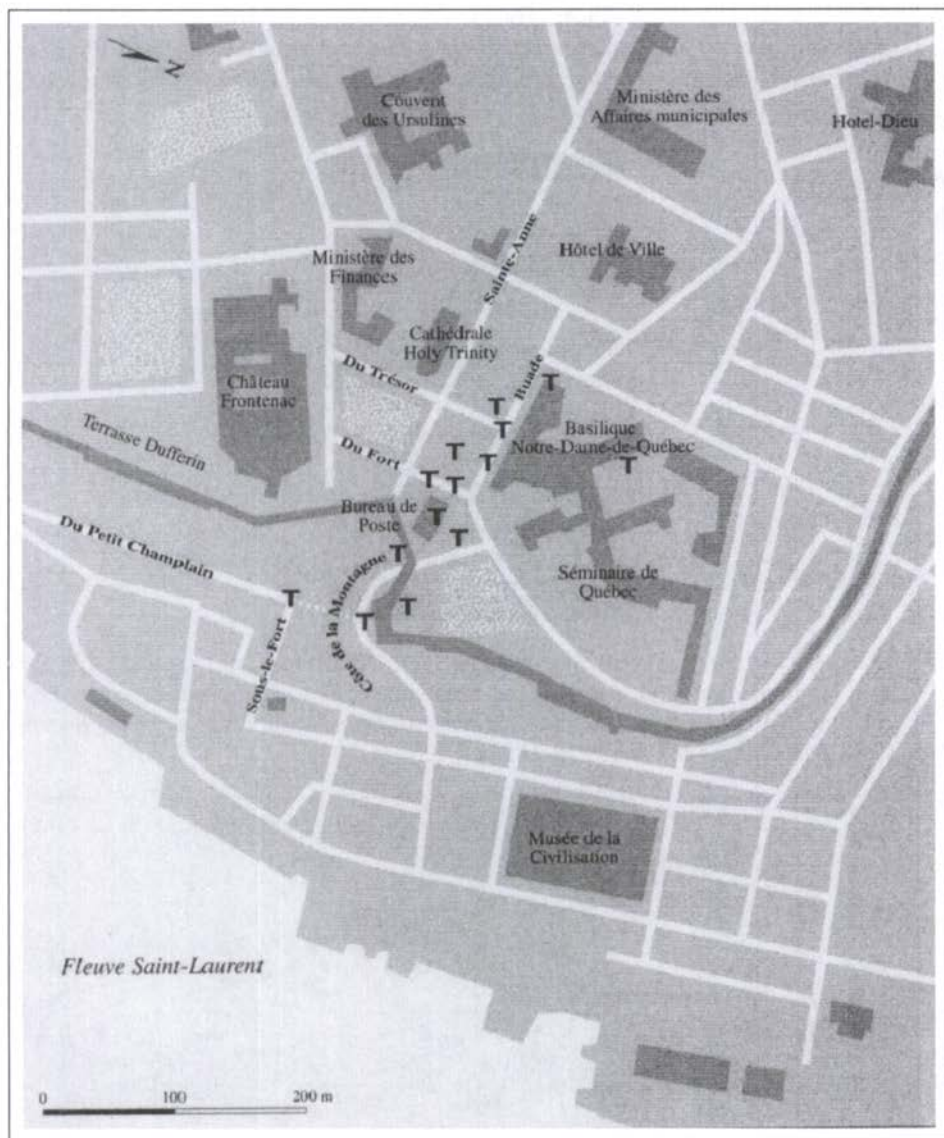 N
Couvent
des Ursulines
Ministère des
Affaires municipales
Hotel-Dieu
Sainte-Anne
Hôtel de Ville
Ministère des
Finances
Cathédrale
Holy Trinity
Buade
Du Trésor
Château
Frontenac
T
T
Basilique
Notre-Dame-de-Québec
T
Terrasse Dufferin
Du Fort
T
T
T
T
T
Bureau de
Poste
T
T
T
Du Petit Champlain
Côte de la Montagne
Séminaire de
Québec
T
T
T
Sous-le-Fort
Musée de la
Civilisation
Fleuve Saint-Laurent
0 100 200 m